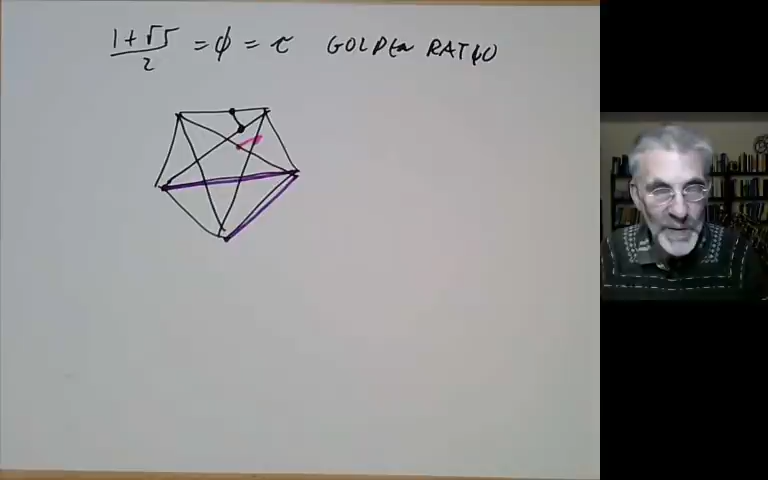 1+√5/2 = φ = τ GOLDEN RATIO